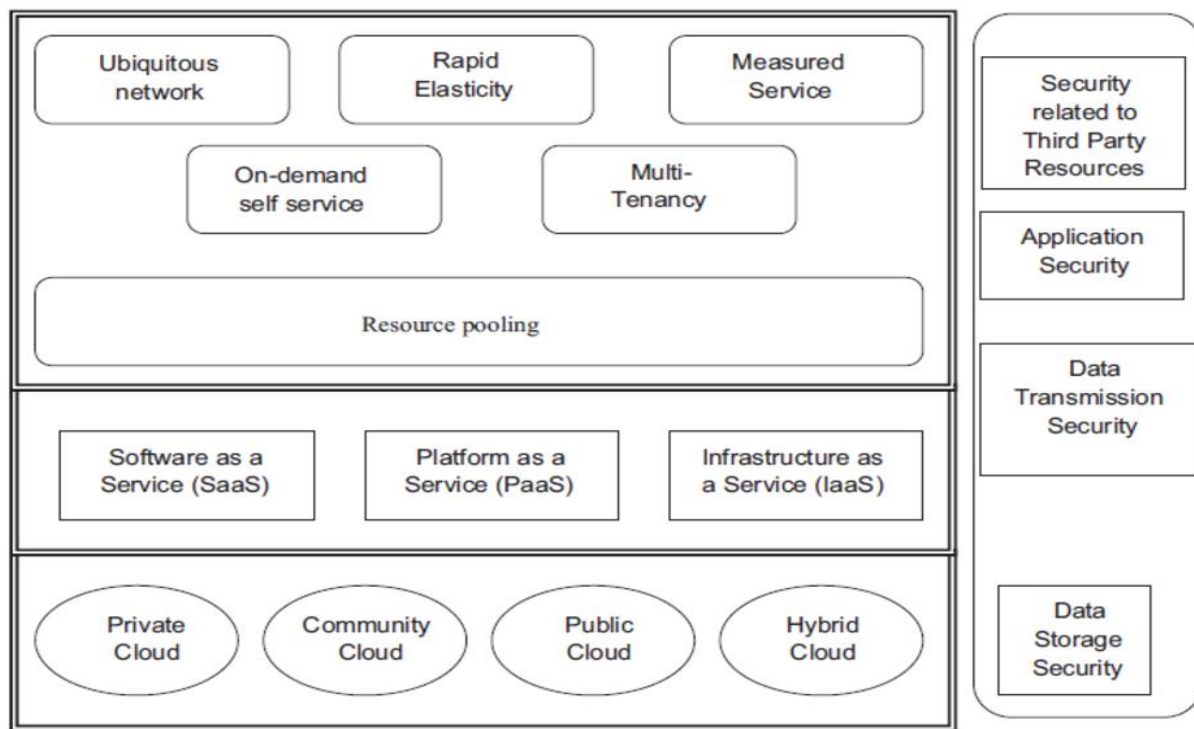 Ubiquitous
network
Rapid
Elasticity
Measured
Service
On-demand
self service
Multi-
Tenancy
Resource pooling
Software as a
Service (SaaS)
Platform as a
Service (PaaS)
Infrastructure as
a Service (IaaS)
Private
Cloud
Community
Cloud
Public
Cloud
Hybrid
Cloud
Security
related to
Third Party
Resources
Application
Security
Data
Transmission
Security
Data
Storage
Security